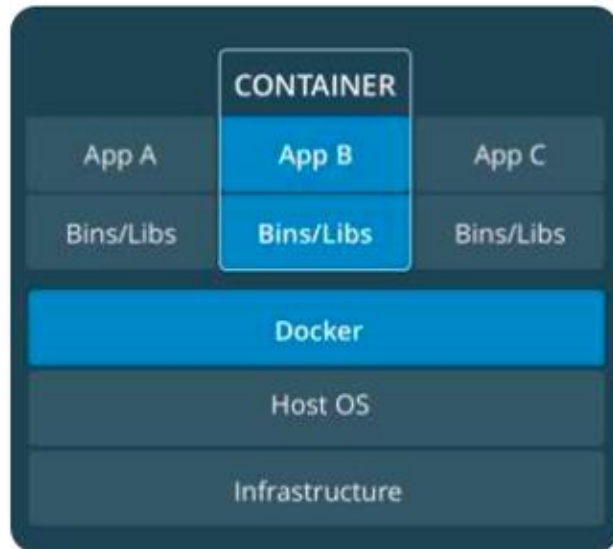 CONTAINER
App A App B App C
Bins/Libs Bins/Libs Bins/Libs
Docker
Host OS
Infrastructure